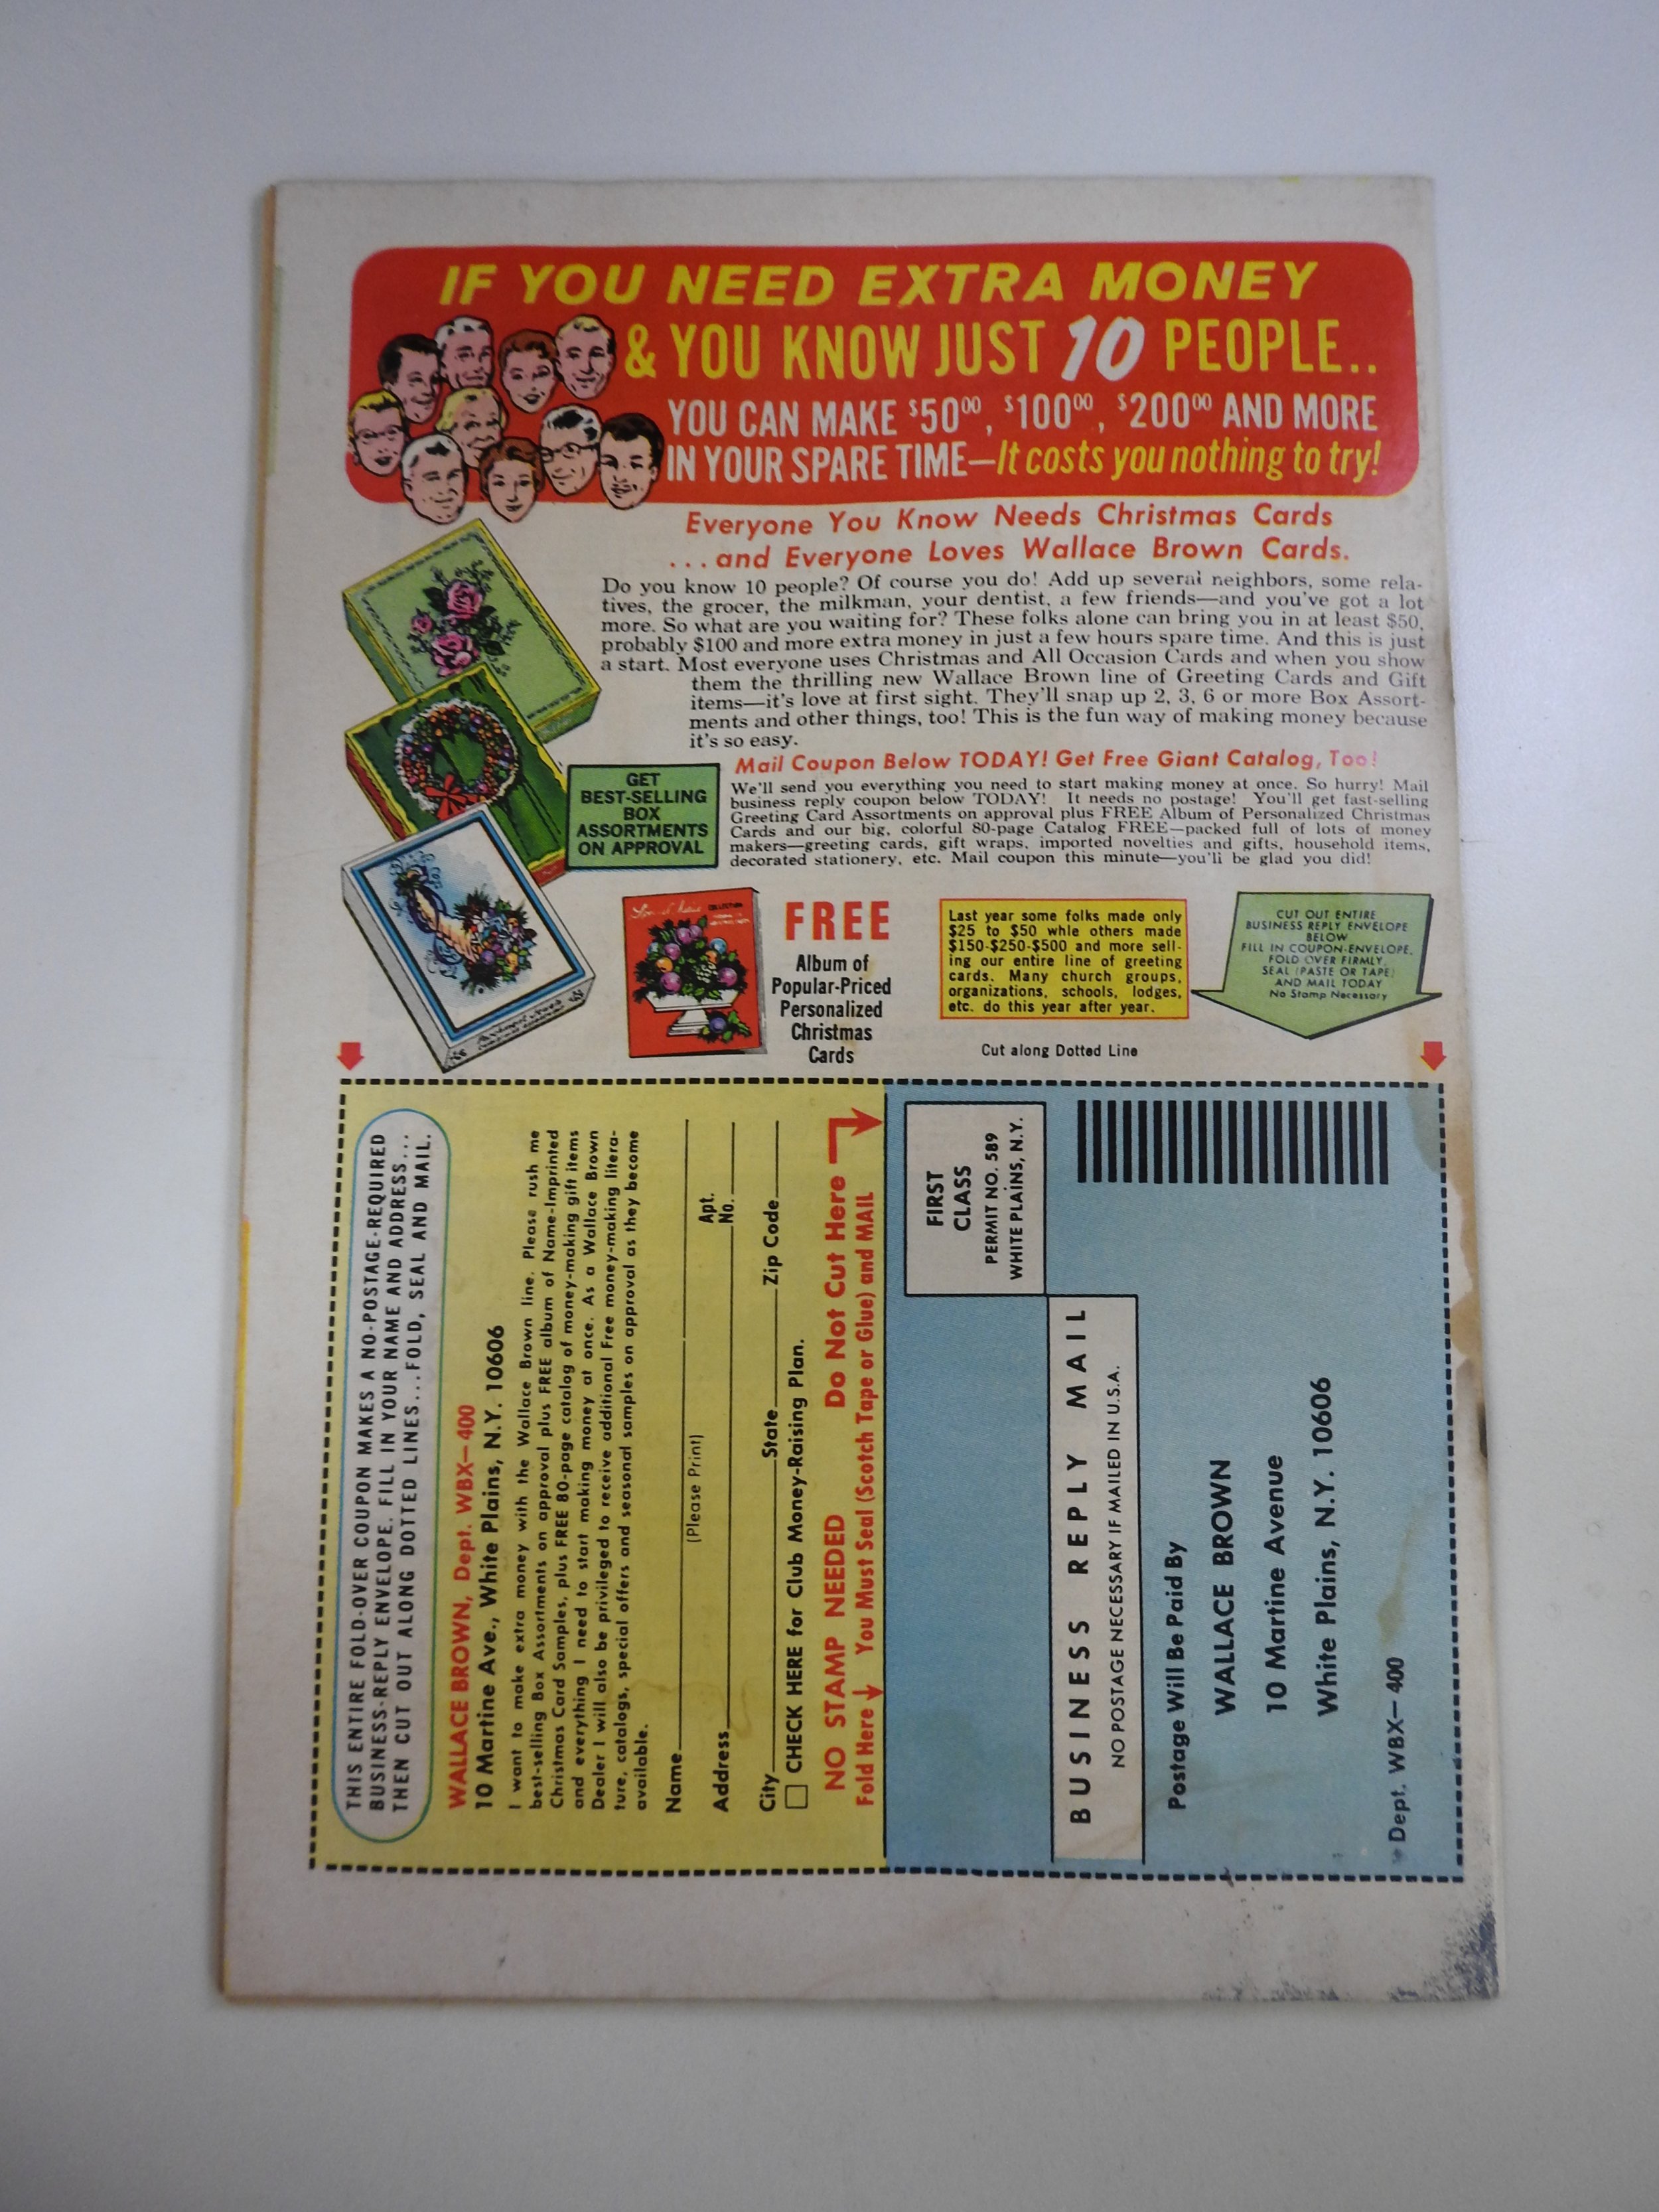 IF YOU NEED EXTRA MONEY
& YOU KNOW JUST 10 PEOPLE..
YOU CAN MAKE $50⁰⁰, $100⁰⁰, $200⁰⁰ AND MORE
IN YOUR SPARE TIME—It costs you nothing to try!
Everyone You Know Needs Christmas Cards
...and Everyone Loves Wallace Brown Cards.
Do you know 10 people? Of course you do! Add up several neighbors, some rela-
tives, the grocer, the milkman, your dentist, a few friends—and you've got a lot
more. So what are you waiting for? These folks alone can bring you in at least $50,
probably $100 and more extra money in just a few hours spare time. And this is just
a start. Most everyone uses Christmas and All Occasion Cards and when you show
them the thrilling new Wallace Brown line of Greeting Cards and Gift
items—it's love at first sight. They'll snap up 2, 3, 6 or more Box Assort-
ments and other things, too! This is the fun way of making money because
it's so easy.
GET
BEST-SELLING
BOX
ASSORTMENTS
ON APPROVAL
Mail Coupon Below TODAY! Get Free Giant Catalog, Too!
We'll send you everything you need to start making money at once. So hurry! Mail
business reply coupon below TODAY! It needs no postage! You'll get fast-selling
Greeting Card Assortments on approval plus FREE Album of Personalized Christmas
Cards and our big, colorful 80-page Catalog FREE—packed full of lots of money
makers—greeting cards, gift wraps, imported novelties and gifts, household items,
decorated stationery, etc. Mail coupon this minute—you'll be glad you did!
COLLECTION
FREE
Album of
Popular-Priced
Personalized
Christmas
Cards
Last year some folks made only
$25 to $50 whle others made
$150-$250-$500 and more sell-
ing our entire line of greeting
cards. Many church groups,
organizations, schools, lodges,
etc. do this year after year.
CUT OUT ENTIRE
BUSINESS REPLY ENVELOPE
BELOW
FILL IN COUPON-ENVELOPE,
FOLD OVER FIRMLY,
SEAL (PASTE OR TAPE)
AND MAIL TODAY
No Stamp Necessary
Cut along Dotted Line
THIS ENTIRE FOLD-OVER COUPON MAKES A NO-POSTAGE-REQUIRED
BUSINESS-REPLY ENVELOPE. FILL IN YOUR NAME AND ADDRESS...
THEN CUT OUT ALONG DOTTED LINES...FOLD, SEAL AND MAIL.
WALLACE BROWN, Dept. WBX—400
10 Martine Ave., White Plains, N.Y. 10606
I want to make extra money with the Wallace Brown line. Please rush me
best-selling Box Assortments on approval plus FREE album of Name-Imprinted
Christmas Card Samples, plus FREE 80-page catalog of money-making gift items
and everything I need to start making money at once. As a Wallace Brown
Dealer I will also be privileged to receive additional Free money-making litera-
ture, catalogs, special offers and seasonal samples on approval as they become
available.
Name
(Please Print)
Address Apt. No.
City State Zip Code
CHECK HERE for Club Money-Raising Plan.
NO STAMP NEEDED Do Not Cut Here
Fold Here You Must Seal (Scotch Tape or Glue) and MAIL
FIRST
CLASS
PERMIT NO. 589
WHITE PLAINS, N.Y.
BUSINESS REPLY MAIL
NO POSTAGE NECESSARY IF MAILED IN U.S.A.
Postage Will Be Paid By
WALLACE BROWN
10 Martine Avenue
White Plains, N.Y. 10606
Dept. WBX—400